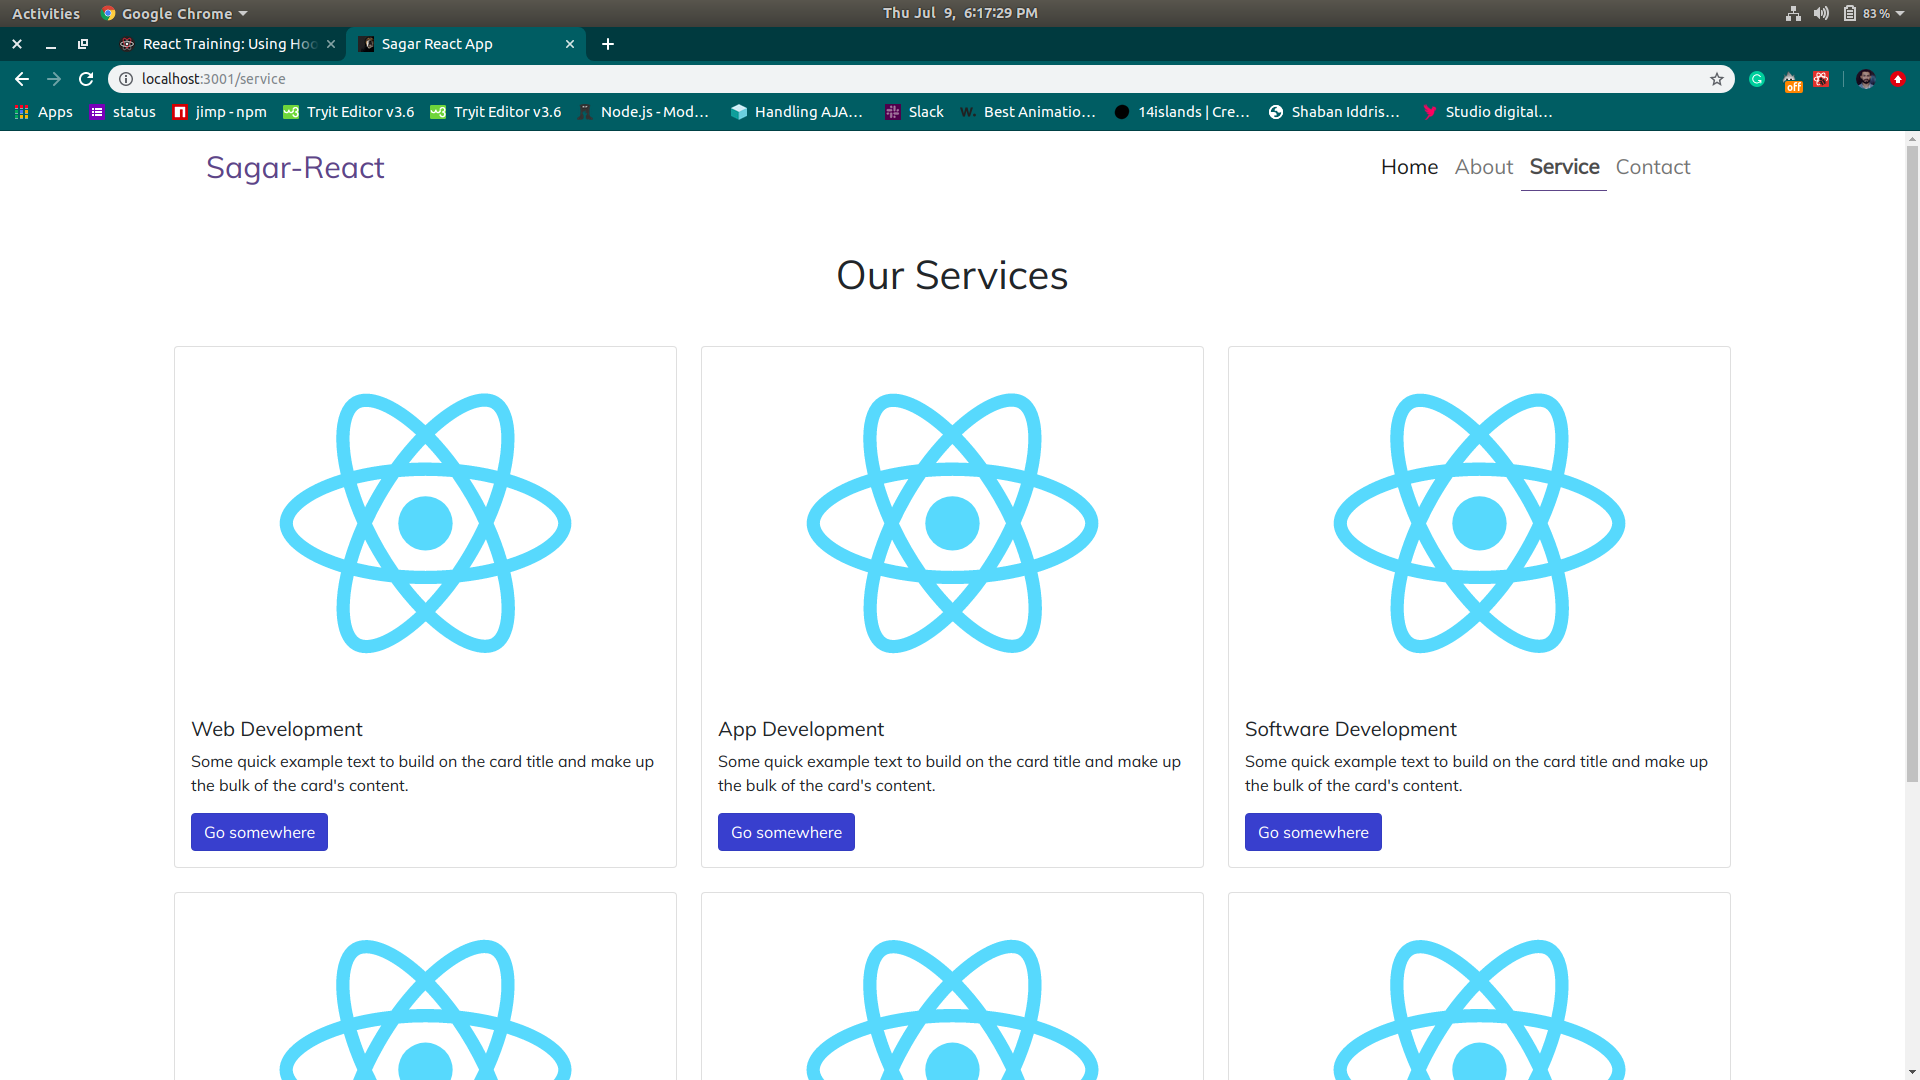 Activities Google Chrome Thu Jul 9, 6:17:29 PM 83 %
React Training: Using Hoo Sagar React App
localhost:3001/service off
Apps status jimp - npm Tryit Editor v3.6 Tryit Editor v3.6 Node.js - Mod... Handling AJA... Slack W. Best Animatio... 14islands | Cre... Shaban Iddris... Studio digital...
Sagar-React Home About Service Contact
Our Services
Web Development App Development Software Development
Some quick example text to build on the card title and make up Some quick example text to build on the card title and make up Some quick example text to build on the card title and make up
the bulk of the card's content. the bulk of the card's content. the bulk of the card's content.
Go somewhere Go somewhere Go somewhere